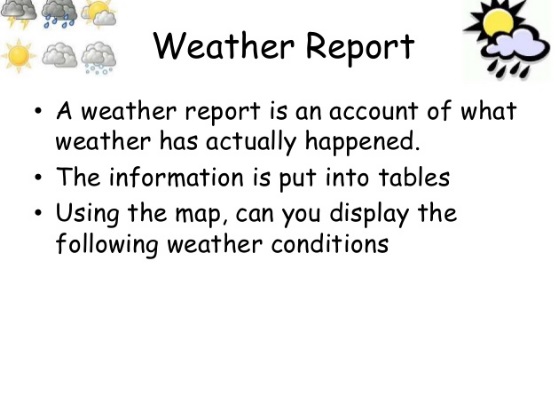 Weather Report
• A weather report is an account of what
weather has actually happened.
• The information is put into tables
• Using the map, can you display the
following weather conditions